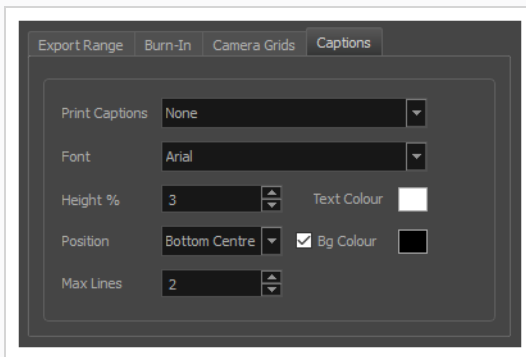 Export Range Burn-In Camera Grids Captions
Print Captions None
Font Arial
Height % 3 Text Colour
Position Bottom Centre Bg Colour
Max Lines 2